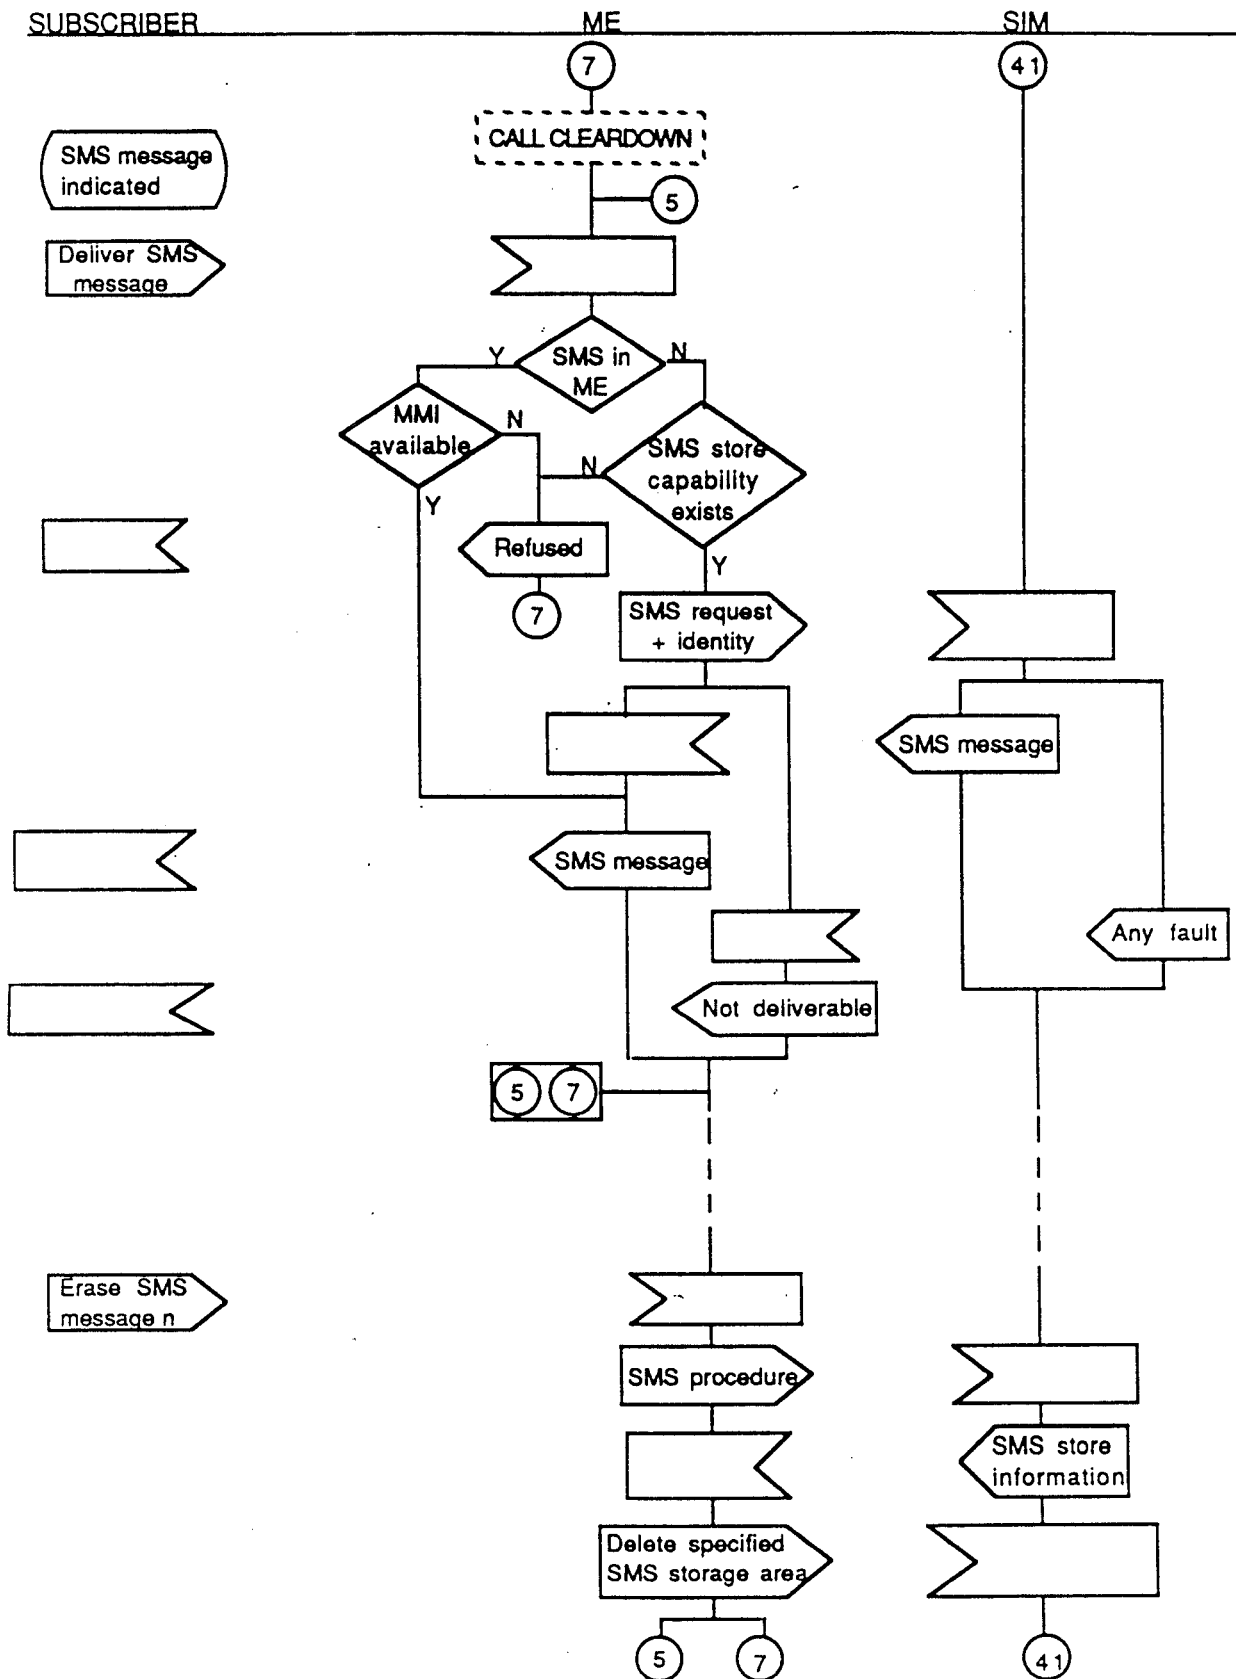 SUBSCRIBER ME SIM
7 41
CALL CLEARDOWN
SMS message
indicated
5
Deliver SMS
message
Y SMS in N
ME
MMI N
available
SMS store
N capability
exists
Y
Refused
Y
7
SMS request
+ identity
SMS message
SMS message
Any fault
Not deliverable
5 7
Erase SMS
message n
SMS procedure
SMS store
information
Delete specified
SMS storage area
5 7 41